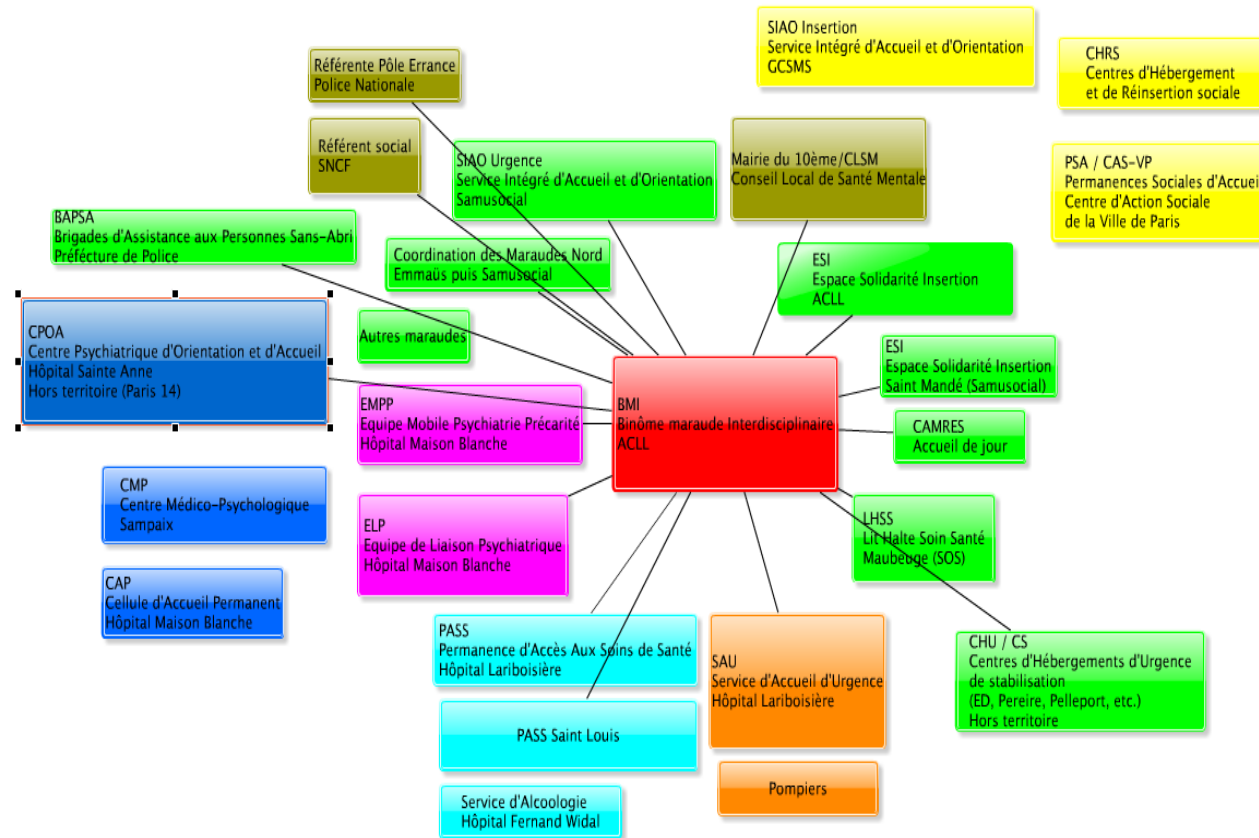 SIAO Insertion
Service Intégré d'Accueil et d'Orientation
GCSMS
CHRS
Centres d'Hébergement
et de Réinsertion sociale
Référente Pôle Errance
Police Nationale
Référent social
SNCF
SIAO Urgence
Service Intégré d'Accueil et d'Orientation
Samusocial
Mairie du 10ème/CLSM
Conseil Local de Santé Mentale
PSA / CAS-VP
Permanences Sociales d'Accueil
Centre d'Action Sociale
de la Ville de Paris
BAPSA
Brigades d'Assistance aux Personnes Sans-Abri
Préfécture de Police
Coordination des Maraudes Nord
Emmaüs puis Samusocial
ESI
Espace Solidarité Insertion
ACLL
CPOA
Centre Psychiatrique d'Orientation et d'Accueil
Hôpital Sainte Anne
Hors territoire (Paris 14)
Autres maraudes
ESI
Espace Solidarité Insertion
Saint Mandé (Samusocial)
EMPP
Equipe Mobile Psychiatrie Précarité
Hôpital Maison Blanche
BMI
Binôme maraude Interdisciplinaire
ACLL
CAMRES
Accueil de jour
CMP
Centre Médico-Psychologique
Sampaix
ELP
Equipe de Liaison Psychiatrique
Hôpital Maison Blanche
LHSS
Lit Halte Soin Santé
Maubeuge (SOS)
CAP
Cellule d'Accueil Permanent
Hôpital Maison Blanche
PASS
Permanence d'Accès Aux Soins de Santé
Hôpital Lariboisière
SAU
Service d'Accueil d'Urgence
Hôpital Lariboisière
CHU / CS
Centres d'Hébergements d'Urgence
de stabilisation
(ED, Pereire, Pelleport, etc.)
Hors territoire
PASS Saint Louis
Pompiers
Service d'Alcoologie
Hôpital Fernand Widal